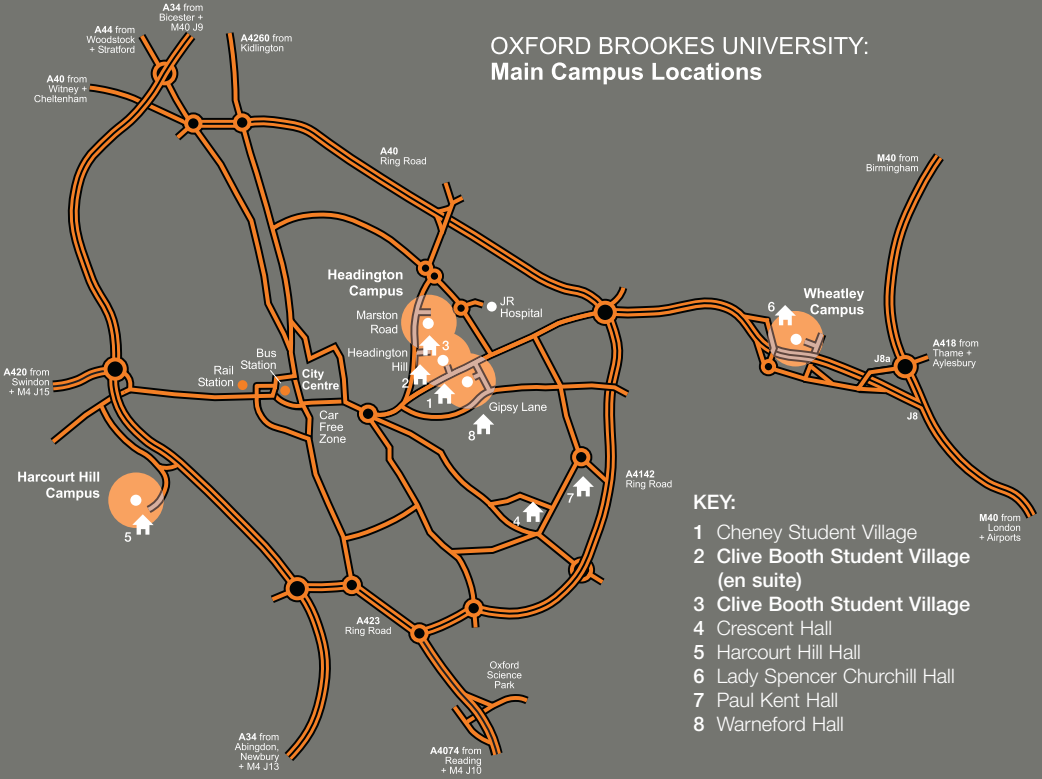 A34 from
Bicester +
M40 J9
A44 from
Woodstock
+ Stratford
A4260 from
Kidlington
A40 from
Witney +
Cheltenham
OXFORD BROOKES UNIVERSITY:
Main Campus Locations
A40
Ring Road
M40 from
Birmingham
Headington
Campus
Marston
Road
JR
Hospital
6
Wheatley
Campus
3
Headington
Hill
2
1
Gipsy Lane
8
Bus
Station
Rail
Station
City
Centre
Car
Free
Zone
A420 from
Swindon
+ M4 J15
J8a
A418 from
Thame +
Aylesbury
J8
Harcourt Hill
Campus
5
A4142
Ring Road
7
4
M40 from
London
+ Airports
A423
Ring Road
Oxford
Science
Park
A34 from
Abingdon,
Newbury
+ M4 J13
A4074 from
Reading
+ M4 J10
KEY:
1 Cheney Student Village
2 Clive Booth Student Village
(en suite)
3 Clive Booth Student Village
4 Crescent Hall
5 Harcourt Hill Hall
6 Lady Spencer Churchill Hall
7 Paul Kent Hall
8 Warneford Hall